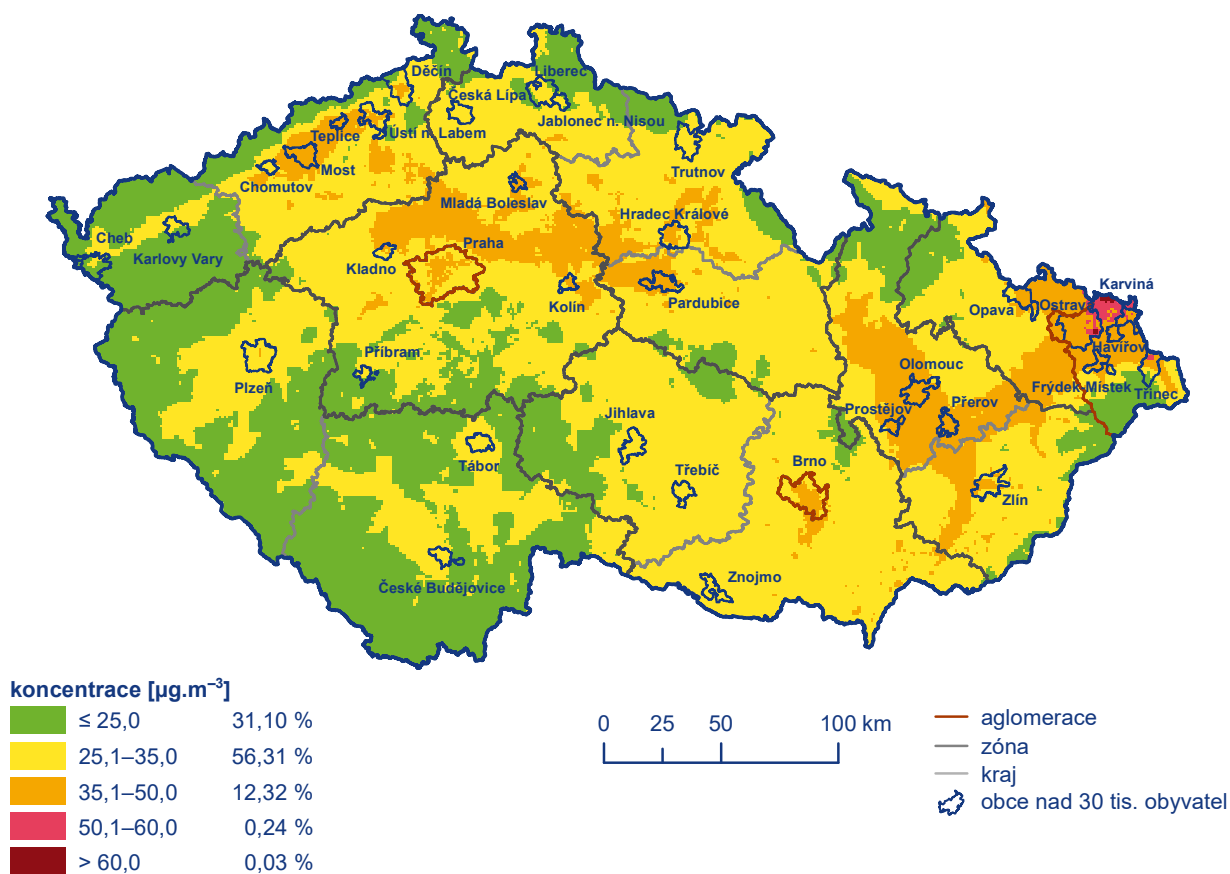 Děčín
Liberec
Česká Lípa
Jablonec n. Nisou
Teplice
Ústí n. Labem
Most
Chomutov
Trutnov
Mladá Boleslav
Hradec Králové
Cheb
Karlovy Vary
Praha
Kladno
Kolín
Pardubice
Karviná
Opava
Ostrava
Havířov
Příbram
Plzeň
Olomouc
Frýdek-Místek
Třinec
Jihlava
Prostějov
Přerov
Tábor
Třebíč
Brno
Zlín
České Budějovice
Znojmo
koncentrace [µg.m⁻³]
≤ 25,0 31,10 %
25,1–35,0 56,31 %
35,1–50,0 12,32 %
50,1–60,0 0,24 %
> 60,0 0,03 %
0 25 50 100 km
aglomerace
zóna
kraj
obce nad 30 tis. obyvatel